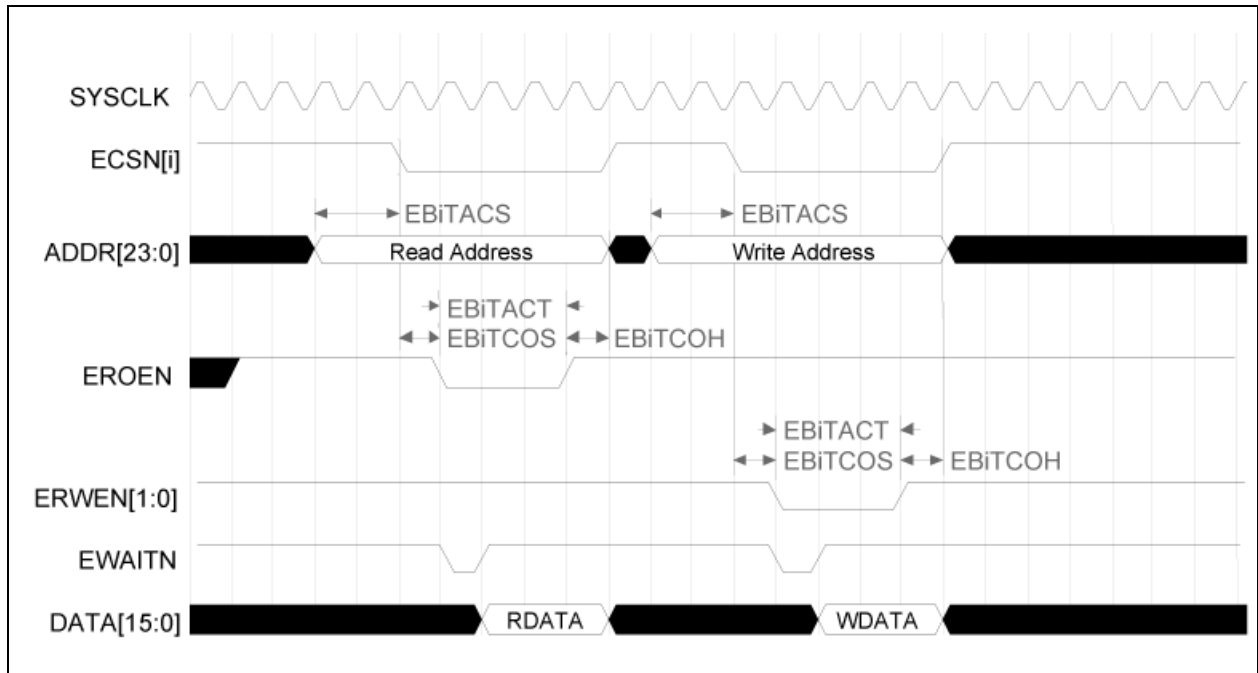 SYSCLK
ECSN[i]
EBiTACS EBiTACS
ADDR[23:0] Read Address Write Address
EBiTACT
EBiTCOS EBiTCOH
EROEN
EBiTACT
EBiTCOS EBiTCOH
ERWEN[1:0]
EWAITN
DATA[15:0] RDATA WDATA